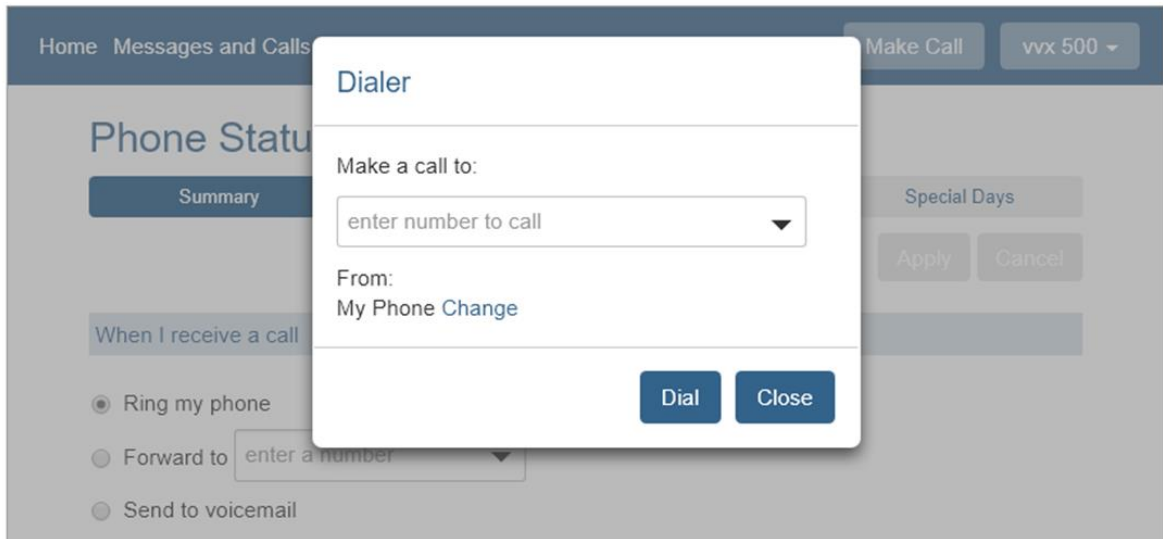 Home Messages and Calls
Make Call
vvx 500
Dialer
Phone Statu
Make a call to:
Summary
Special Days
enter number to call
Apply
Cancel
From:
My Phone Change
When I receive a call
Dial
Close
Ring my phone
Forward to enter a number
Send to voicemail